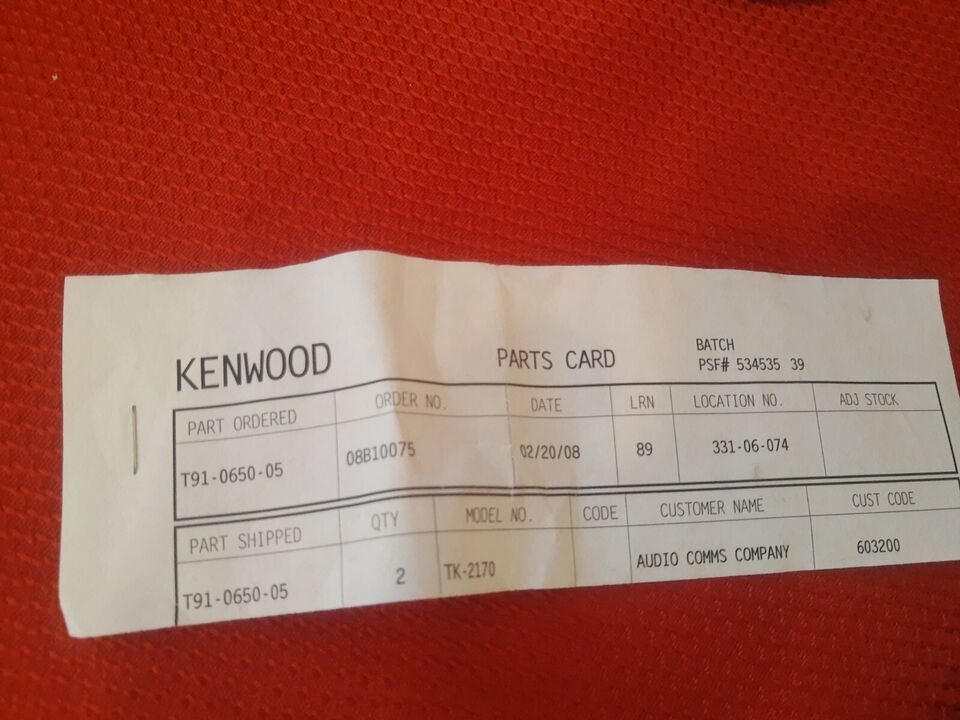 BATCH
KENWOOD PARTS CARD PSF# 534535 39
PART ORDERED ORDER NO. DATE LRN LOCATION NO. ADJ STOCK
T91-0650-05 08B10075 02/20/08 89 331-06-074
PART SHIPPED QTY MODEL NO. CODE CUSTOMER NAME CUST CODE
T91-0650-05 2 TK-2170 AUDIO COMMS COMPANY 603200